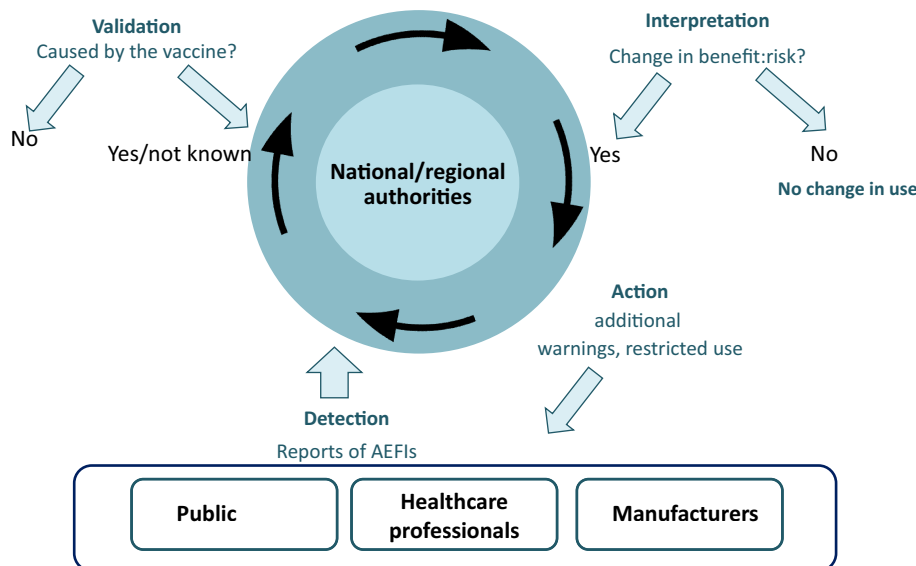 Validation
Caused by the vaccine?
No
Yes/not known
National/regional
authorities
Interpretation
Change in benefit:risk?
Yes
No
No change in use
Action
additional
warnings, restricted use
Detection
Reports of AEFIs
Public
Healthcare
professionals
Manufacturers